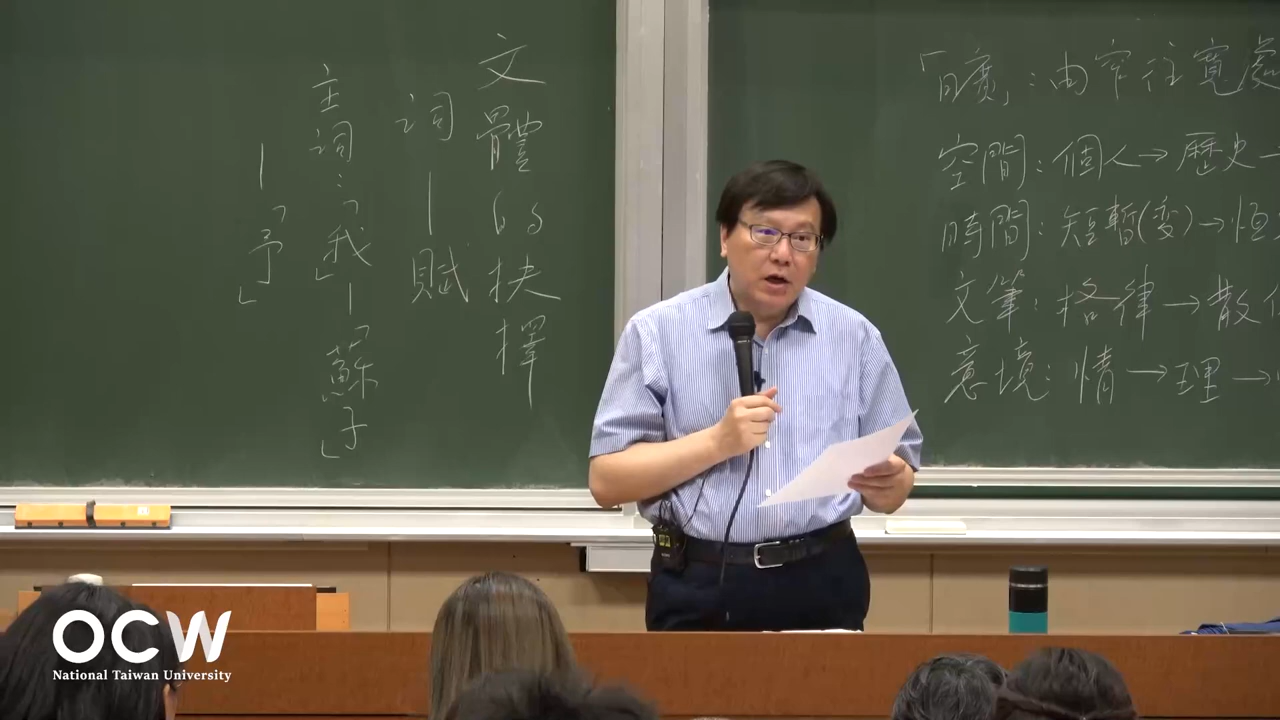 文體的抉擇
詞—賦
主詞:「我」—「蘇子」
—「予」
「曠」:由窄往寬處
空間:個人→歷史→
時間:短暫(変)→恒
文筆:格律→散
意境:情→理→
OCW
National Taiwan University